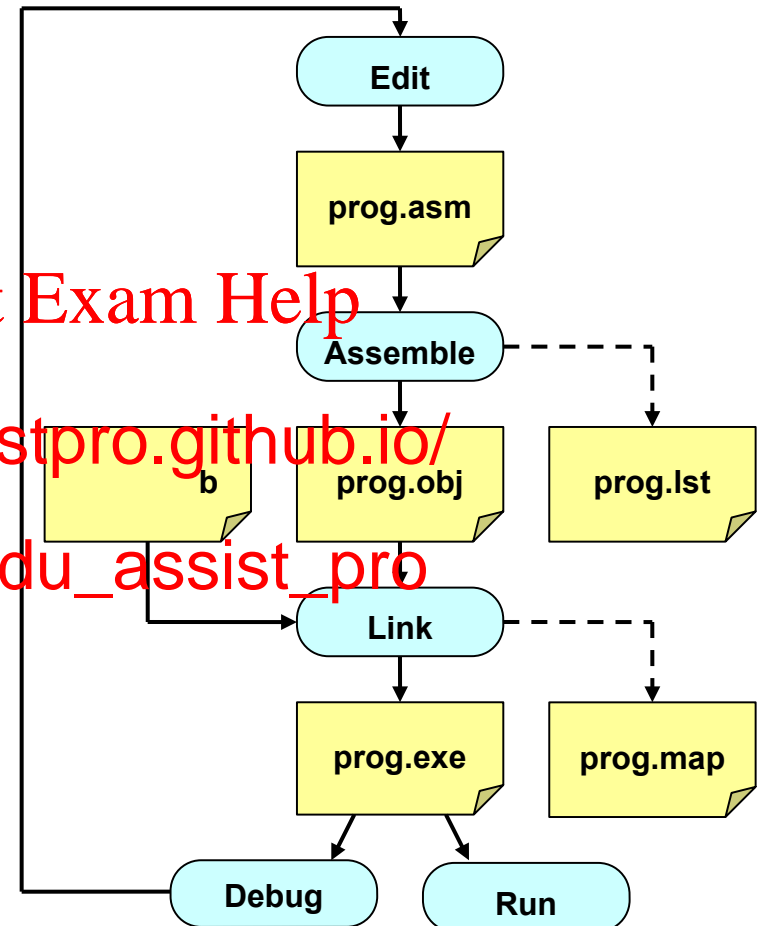 Edit
prog.asm
t Exam Help
Assemble
stpro.github.io/
b
prog.obj
prog.lst
du_assist_pro
Link
prog.exe
prog.map
Debug
Run